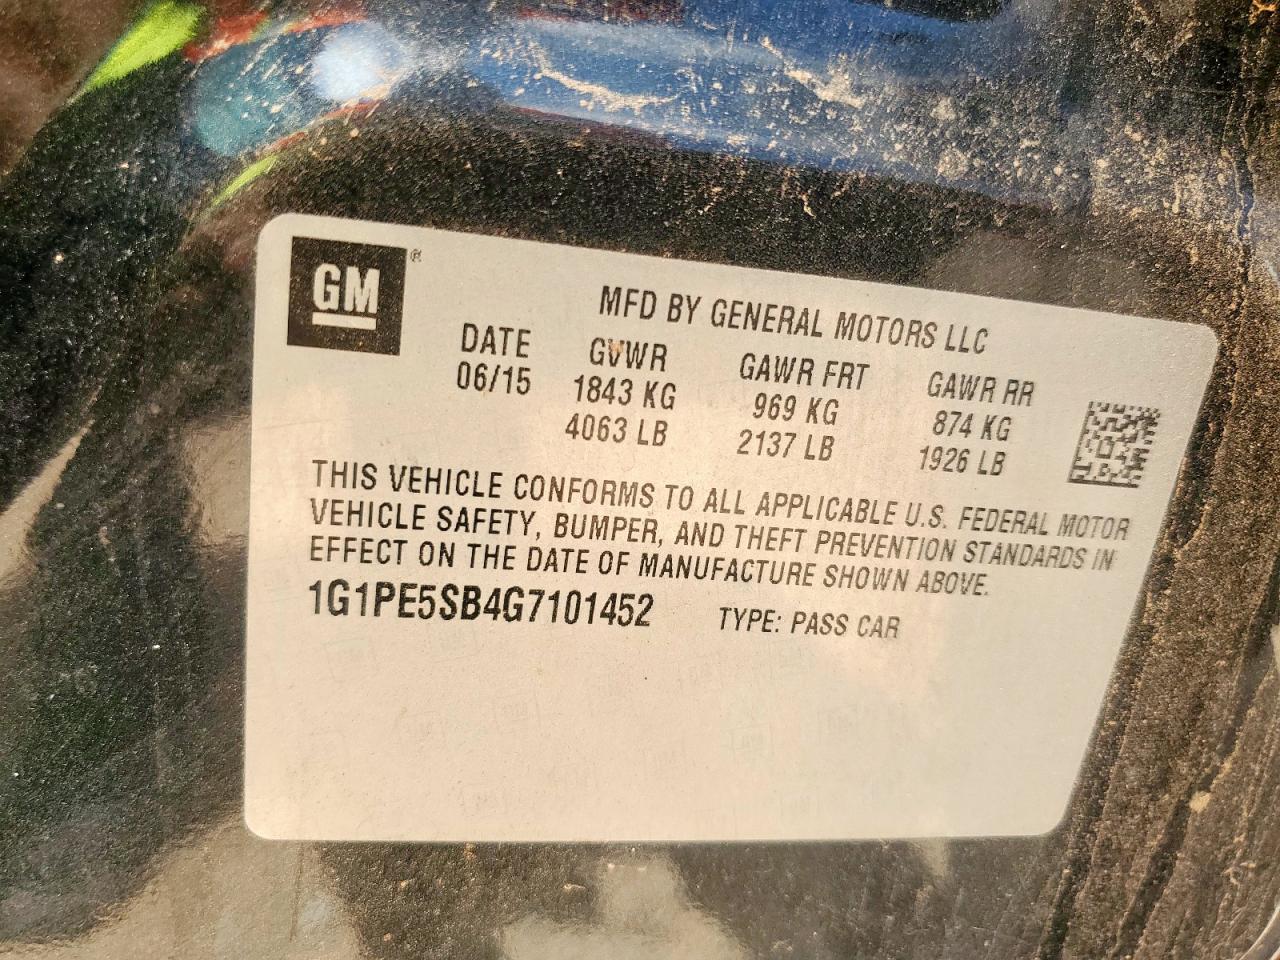 GM®
MFD BY GENERAL MOTORS LLC
DATE GVWR GAWR FRT GAWR RR
06/15 1843 KG 969 KG 874 KG
4063 LB 2137 LB 1926 LB
THIS VEHICLE CONFORMS TO ALL APPLICABLE U.S. FEDERAL MOTOR
VEHICLE SAFETY, BUMPER, AND THEFT PREVENTION STANDARDS IN
EFFECT ON THE DATE OF MANUFACTURE SHOWN ABOVE.
1G1PE5SB4G7101452 TYPE: PASS CAR